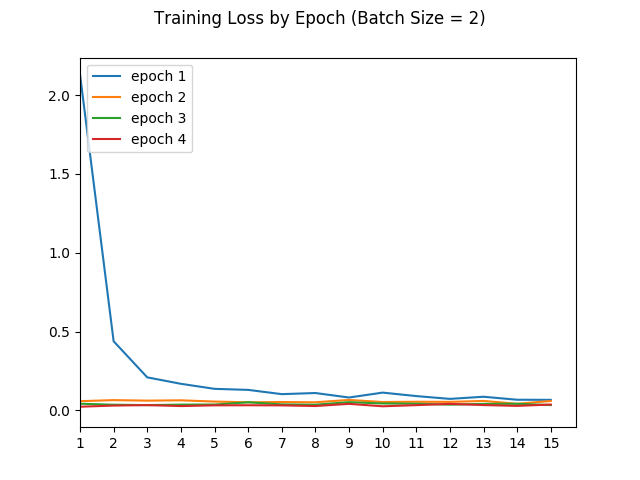 Training Loss by Epoch (Batch Size = 2)
epoch 1
epoch 2
epoch 3
epoch 4
2.0
1.5
1.0
0.5
0.0
1 2 3 4 5 6 7 8 9 10 11 12 13 14 15